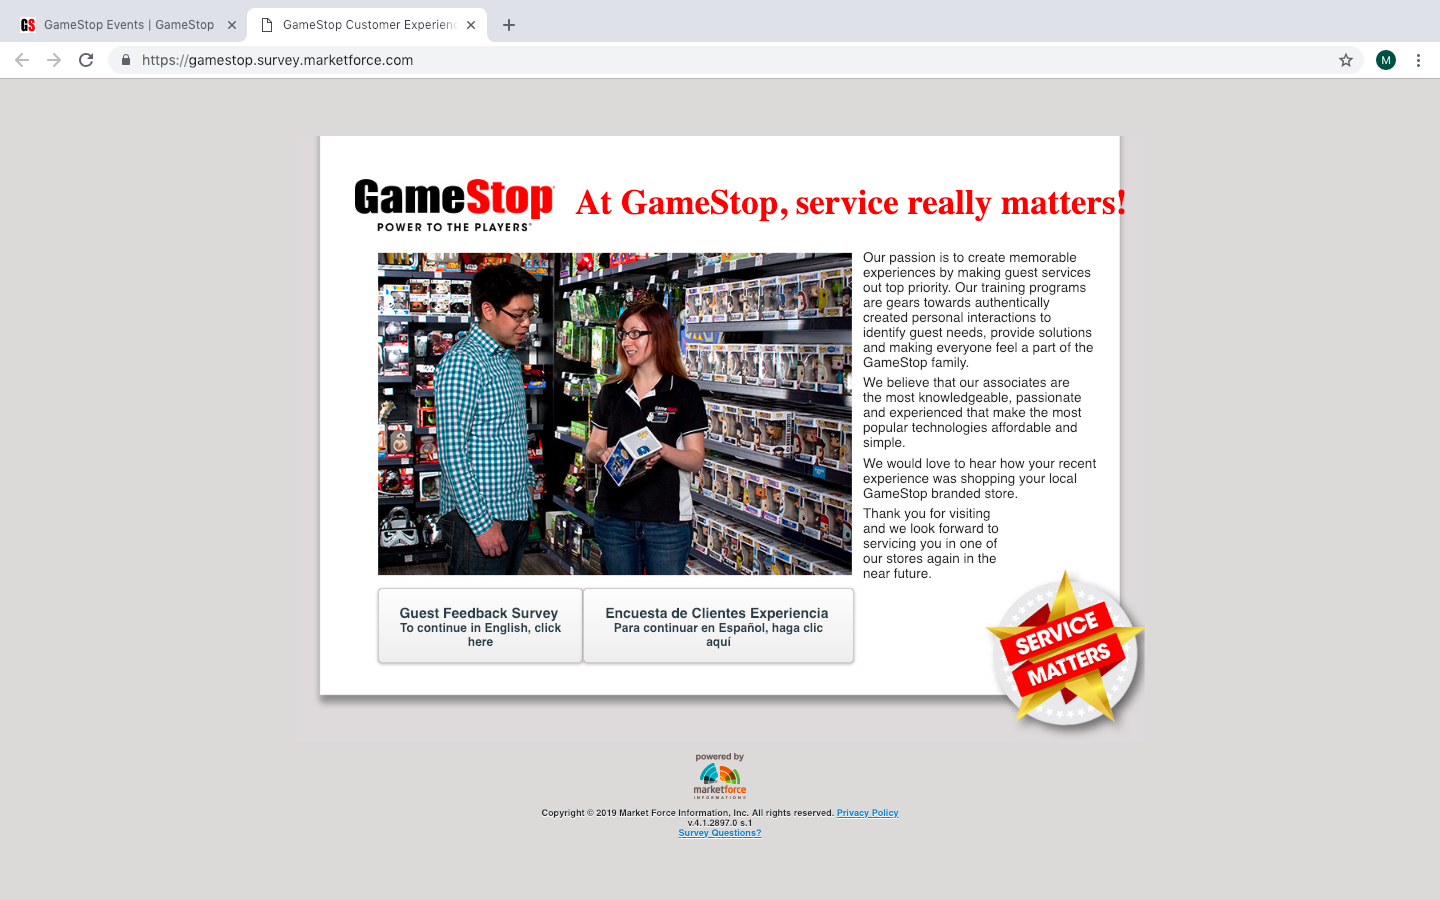 GameStop Events | GameStop
GameStop Customer Experienc
https://gamestop.survey.marketforce.com
M
GameStop
POWER TO THE PLAYERS
At GameStop, service really matters!
Our passion is to create memorable
experiences by making guest services
out top priority. Our training programs
are gears towards authentically
created personal interactions to
identify guest needs, provide solutions
and making everyone feel a part of the
GameStop family.
We believe that our associates are
the most knowledgeable, passionate
and experienced that make the most
popular technologies affordable and
simple.
We would love to hear how your recent
experience was shopping your local
GameStop branded store.
Thank you for visiting
and we look forward to
servicing you in one of
our stores again in the
near future.
Guest Feedback Survey
To continue in English, click
here
Encuesta de Clientes Experiencia
Para continuar en Español, haga clic
aquí
SERVICE
MATTERS
powered by
marketforce
INFORMATION®
Copyright © 2019 Market Force Information, Inc. All rights reserved. Privacy Policy
v.4.1.2897.0 s.1
Survey Questions?